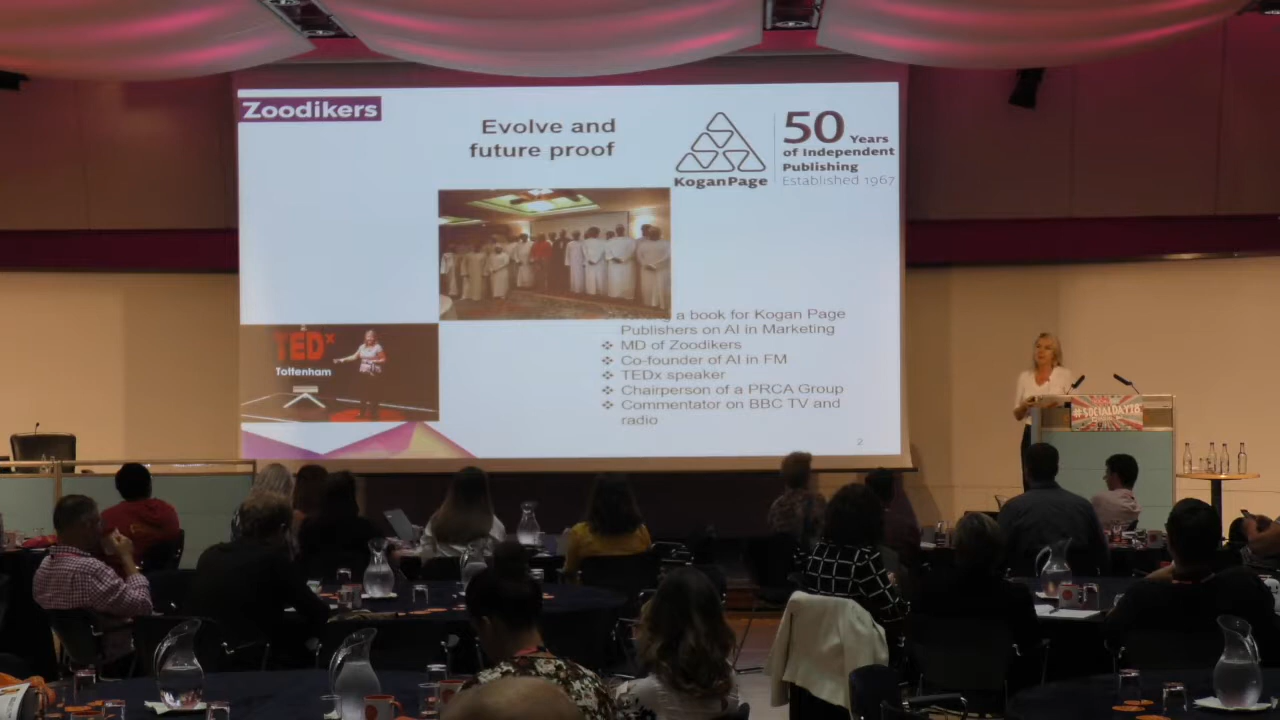 Zoodikers
Evolve and
future proof
KoganPage
50 Years
of Independent
Publishing
Established 1967
a book for Kogan Page
Publishers on AI in Marketing
❖ MD of Zoodikers
❖ Co-founder of AI in FM
❖ TEDx speaker
❖ Chairperson of a PRCA Group
❖ Commentator on BBC TV and
radio
TEDx
Tottenham
2
#SOCIALDAY18